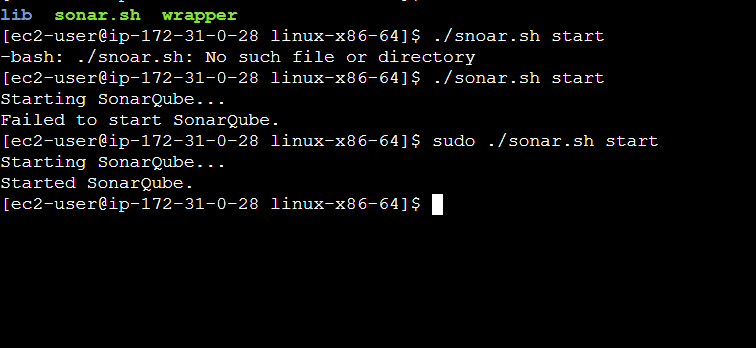 lib sonar.sh wrapper
[ec2-user@ip-172-31-0-28 linux-x86-64]$ ./snoar.sh start
-bash: ./snoar.sh: No such file or directory
[ec2-user@ip-172-31-0-28 linux-x86-64]$ ./sonar.sh start
Starting SonarQube...
Failed to start SonarQube.
[ec2-user@ip-172-31-0-28 linux-x86-64]$ sudo ./sonar.sh start
Starting SonarQube...
Started SonarQube.
[ec2-user@ip-172-31-0-28 linux-x86-64]$